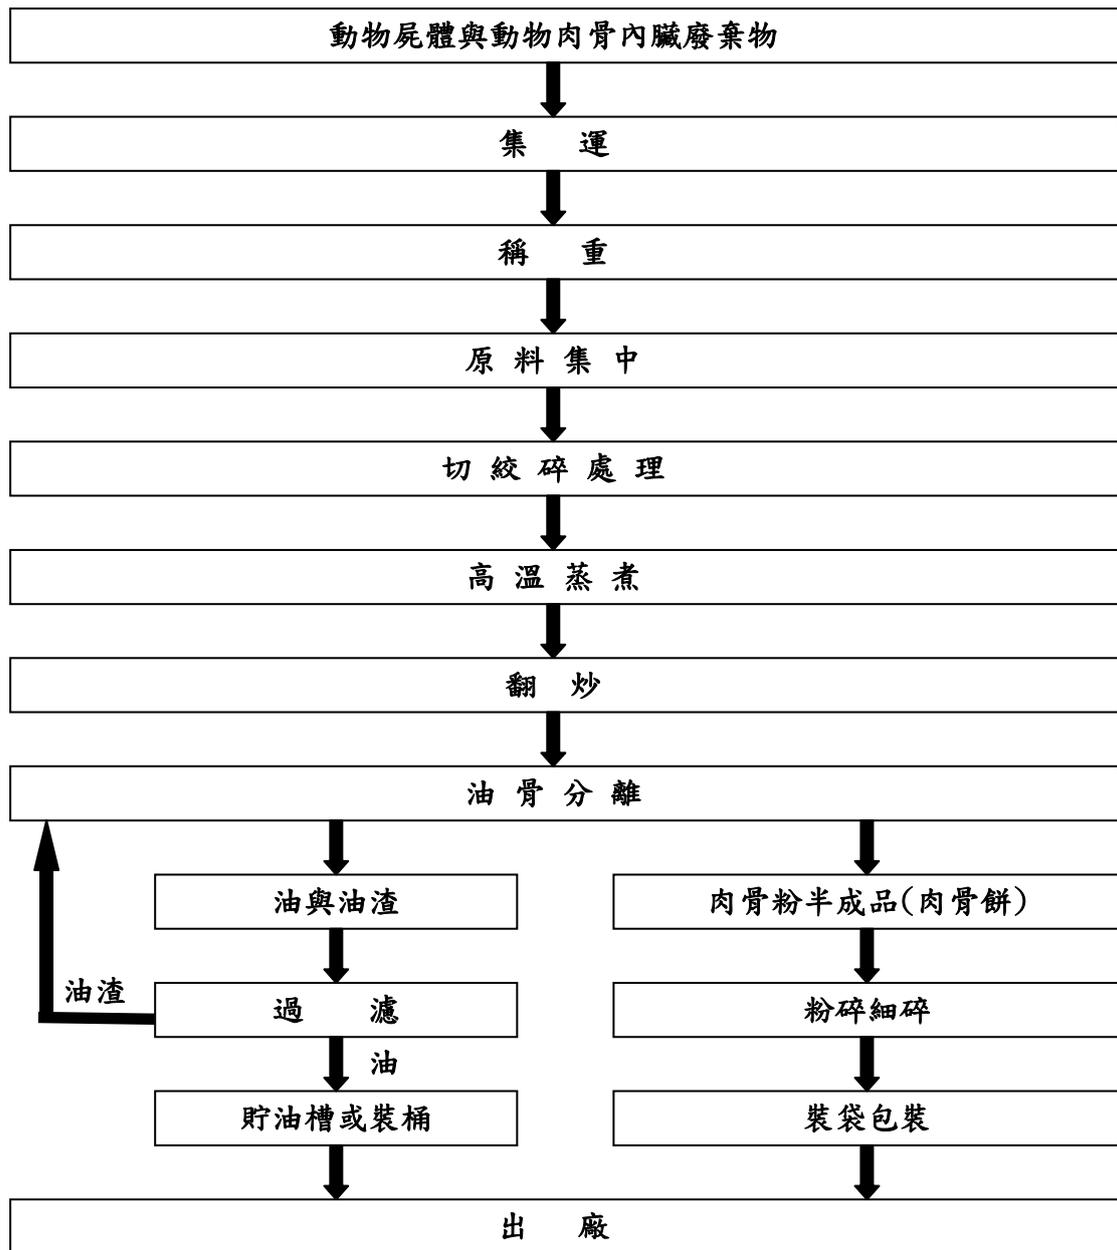 動物屍體與動物肉骨內臟廢棄物
集 運
稱 重
原料集中
切絞碎處理
高溫蒸煮
翻炒
油骨分離
油與油渣
肉骨粉半成品(肉骨餅)
油渣
過 濾
粉碎細碎
油
貯油槽或裝桶
裝袋包裝
出 廠